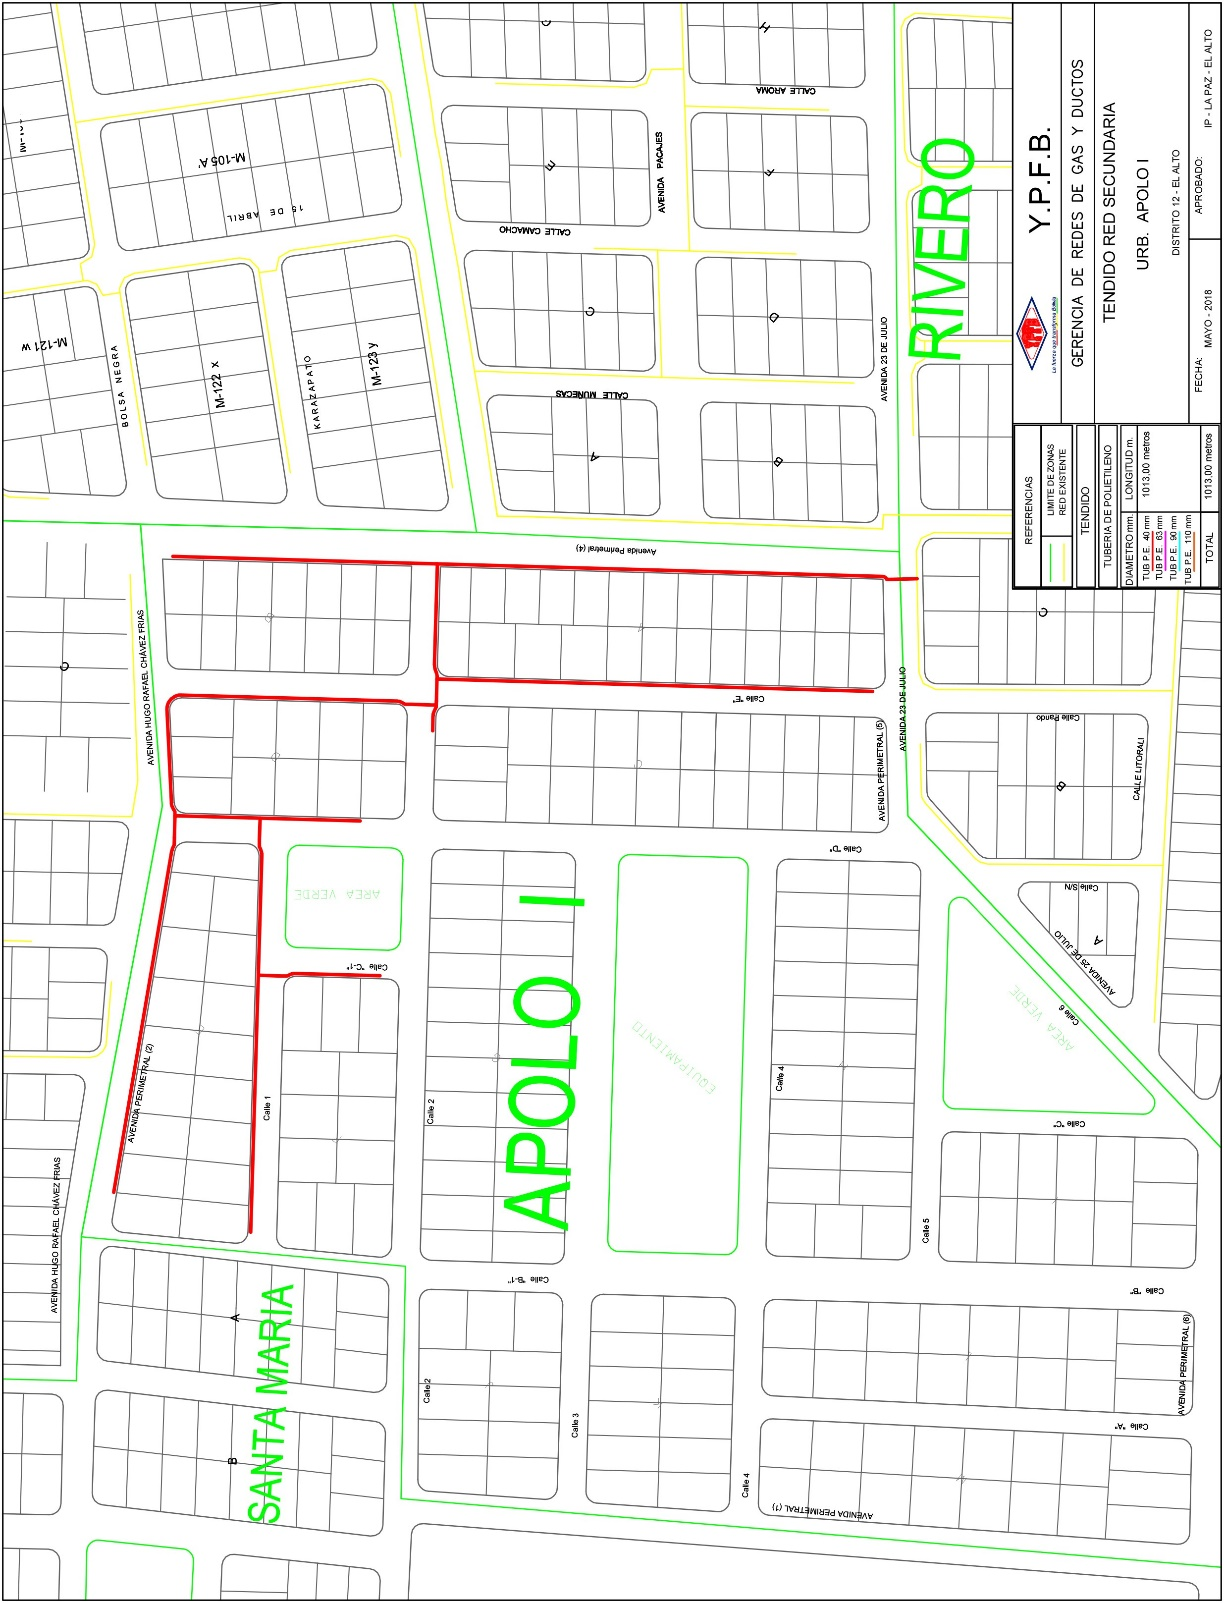 Y.P.F.B.
GERENCIA DE REDES DE GAS Y DUCTOS
TENDIDO RED SECUNDARIA
URB. APOLO I
DISTRITO 12 - EL ALTO
FECHA:
MAYO - 2018
APROBADO:
IP - LA PAZ - EL ALTO
REFERENCIAS
LIMITE DE ZONAS
RED EXISTENTE
TENDIDO
TUBERIA DE POLIETILENO
DIAMETRO mm.
LONGITUD m.
TUB P.E. 40 mm
1013.00 metros
TUB P.E. 63 mm
TUB P.E. 90 mm
TUB P.E. 110 mm
TOTAL
1013.00 metros
M-105 A'
15 DE ABRIL
M-121 w
BOLSA NEGRA
M-122 x
KARAZAPATO
M-123 y
G
H
CALLE AROMA
E
F
AVENIDA PACAJES
CALLE CAMACHO
C
D
CALLE MUÑECAS
AVENIDA 23 DE JULIO
A
B
RIVERO
Avenida Perimetral (4)
AVENIDA HUGO RAFAEL CHÁVEZ FRIAS
C
C
Calle "E"
AVENIDA 23 DE JULIO
AVENIDA PERIMETRAL (5)
Calle Pando
B
CALLE LITORALI
Calle "D"
AREA VERDE
Calle S/N
A
AVENIDA 25 DE JULIO
Calle 6
AREA VERDE
Calle "C-1"
APOLO I
EQUIPAMIENTO
AVENIDA PERIMETRAL (2)
Calle 1
Calle 2
Calle 4
Calle "C"
AVENIDA HUGO RAFAEL CHÁVEZ FRIAS
Calle 5
Calle "B-1"
Calle "B"
A
SANTA MARIA
B
Calle 2
Calle 3
Calle 4
AVENIDA PERIMETRAL (6)
Calle "A"
AVENIDA PERIMETRAL (1)